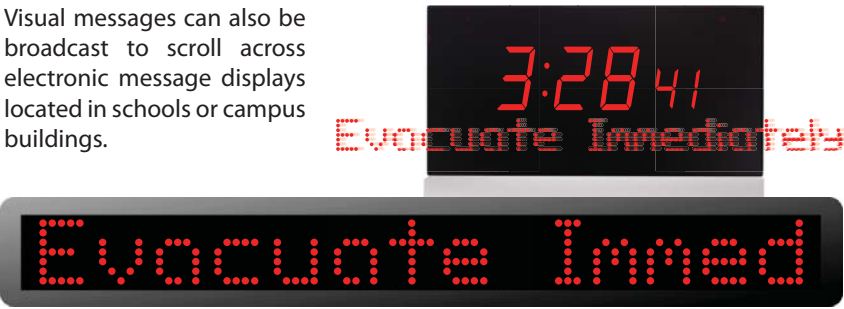 Visual messages can also be
broadcast to scroll across
electronic message displays
located in schools or campus
buildings.
3:28 41
Evacuate Immediately
Evacuate Immed